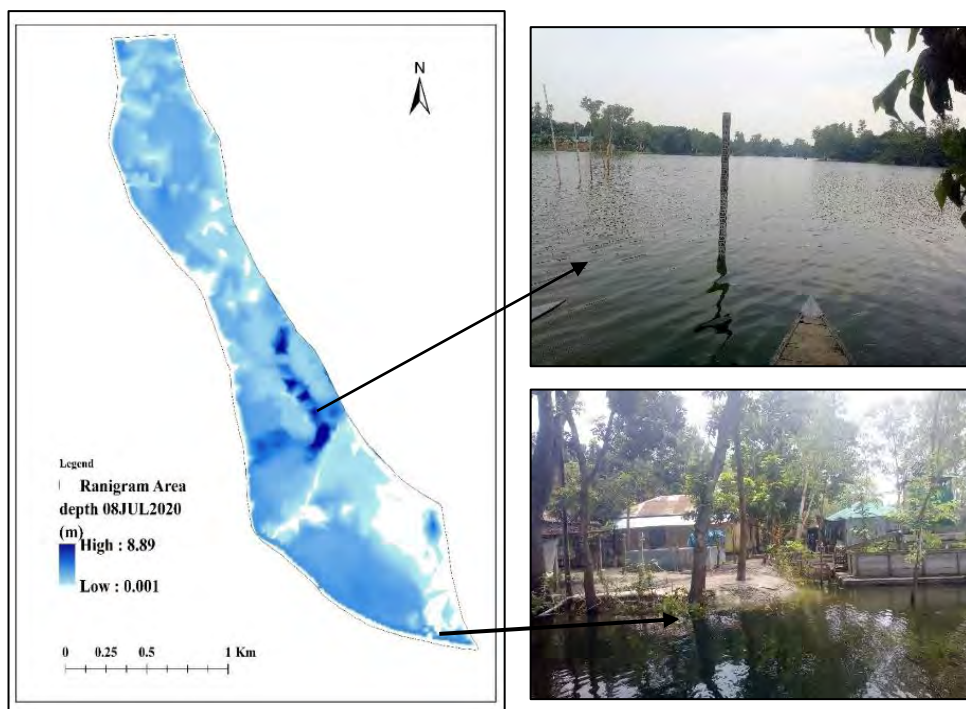 N
Legend
Ranigram Area
depth 08JUL2020
(m)
High : 8.89
Low : 0.001
0 0.25 0.5 1 Km